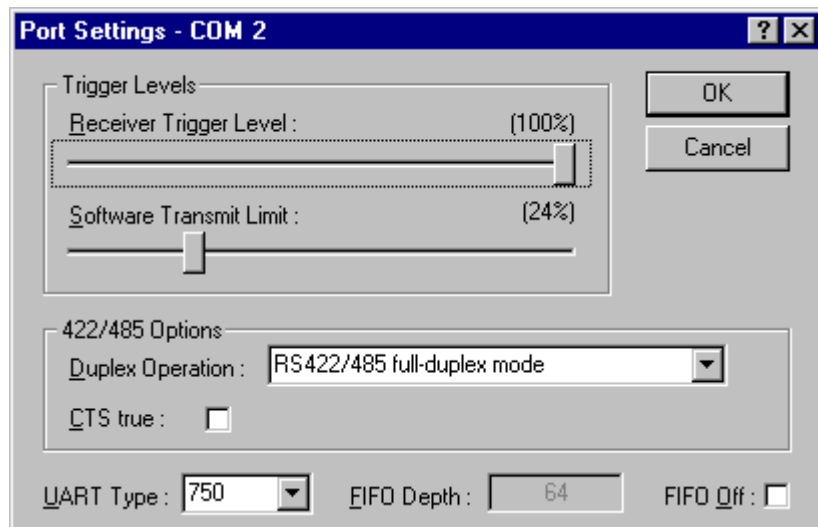 Port Settings - COM 2
Trigger Levels
Receiver Trigger Level : (100%)
OK
Cancel
Software Transmit Limit : (24%)
422/485 Options
Duplex Operation : RS422/485 full-duplex mode
CTS true :
UART Type : 750 FIFO Depth : 64 FIFO Off :